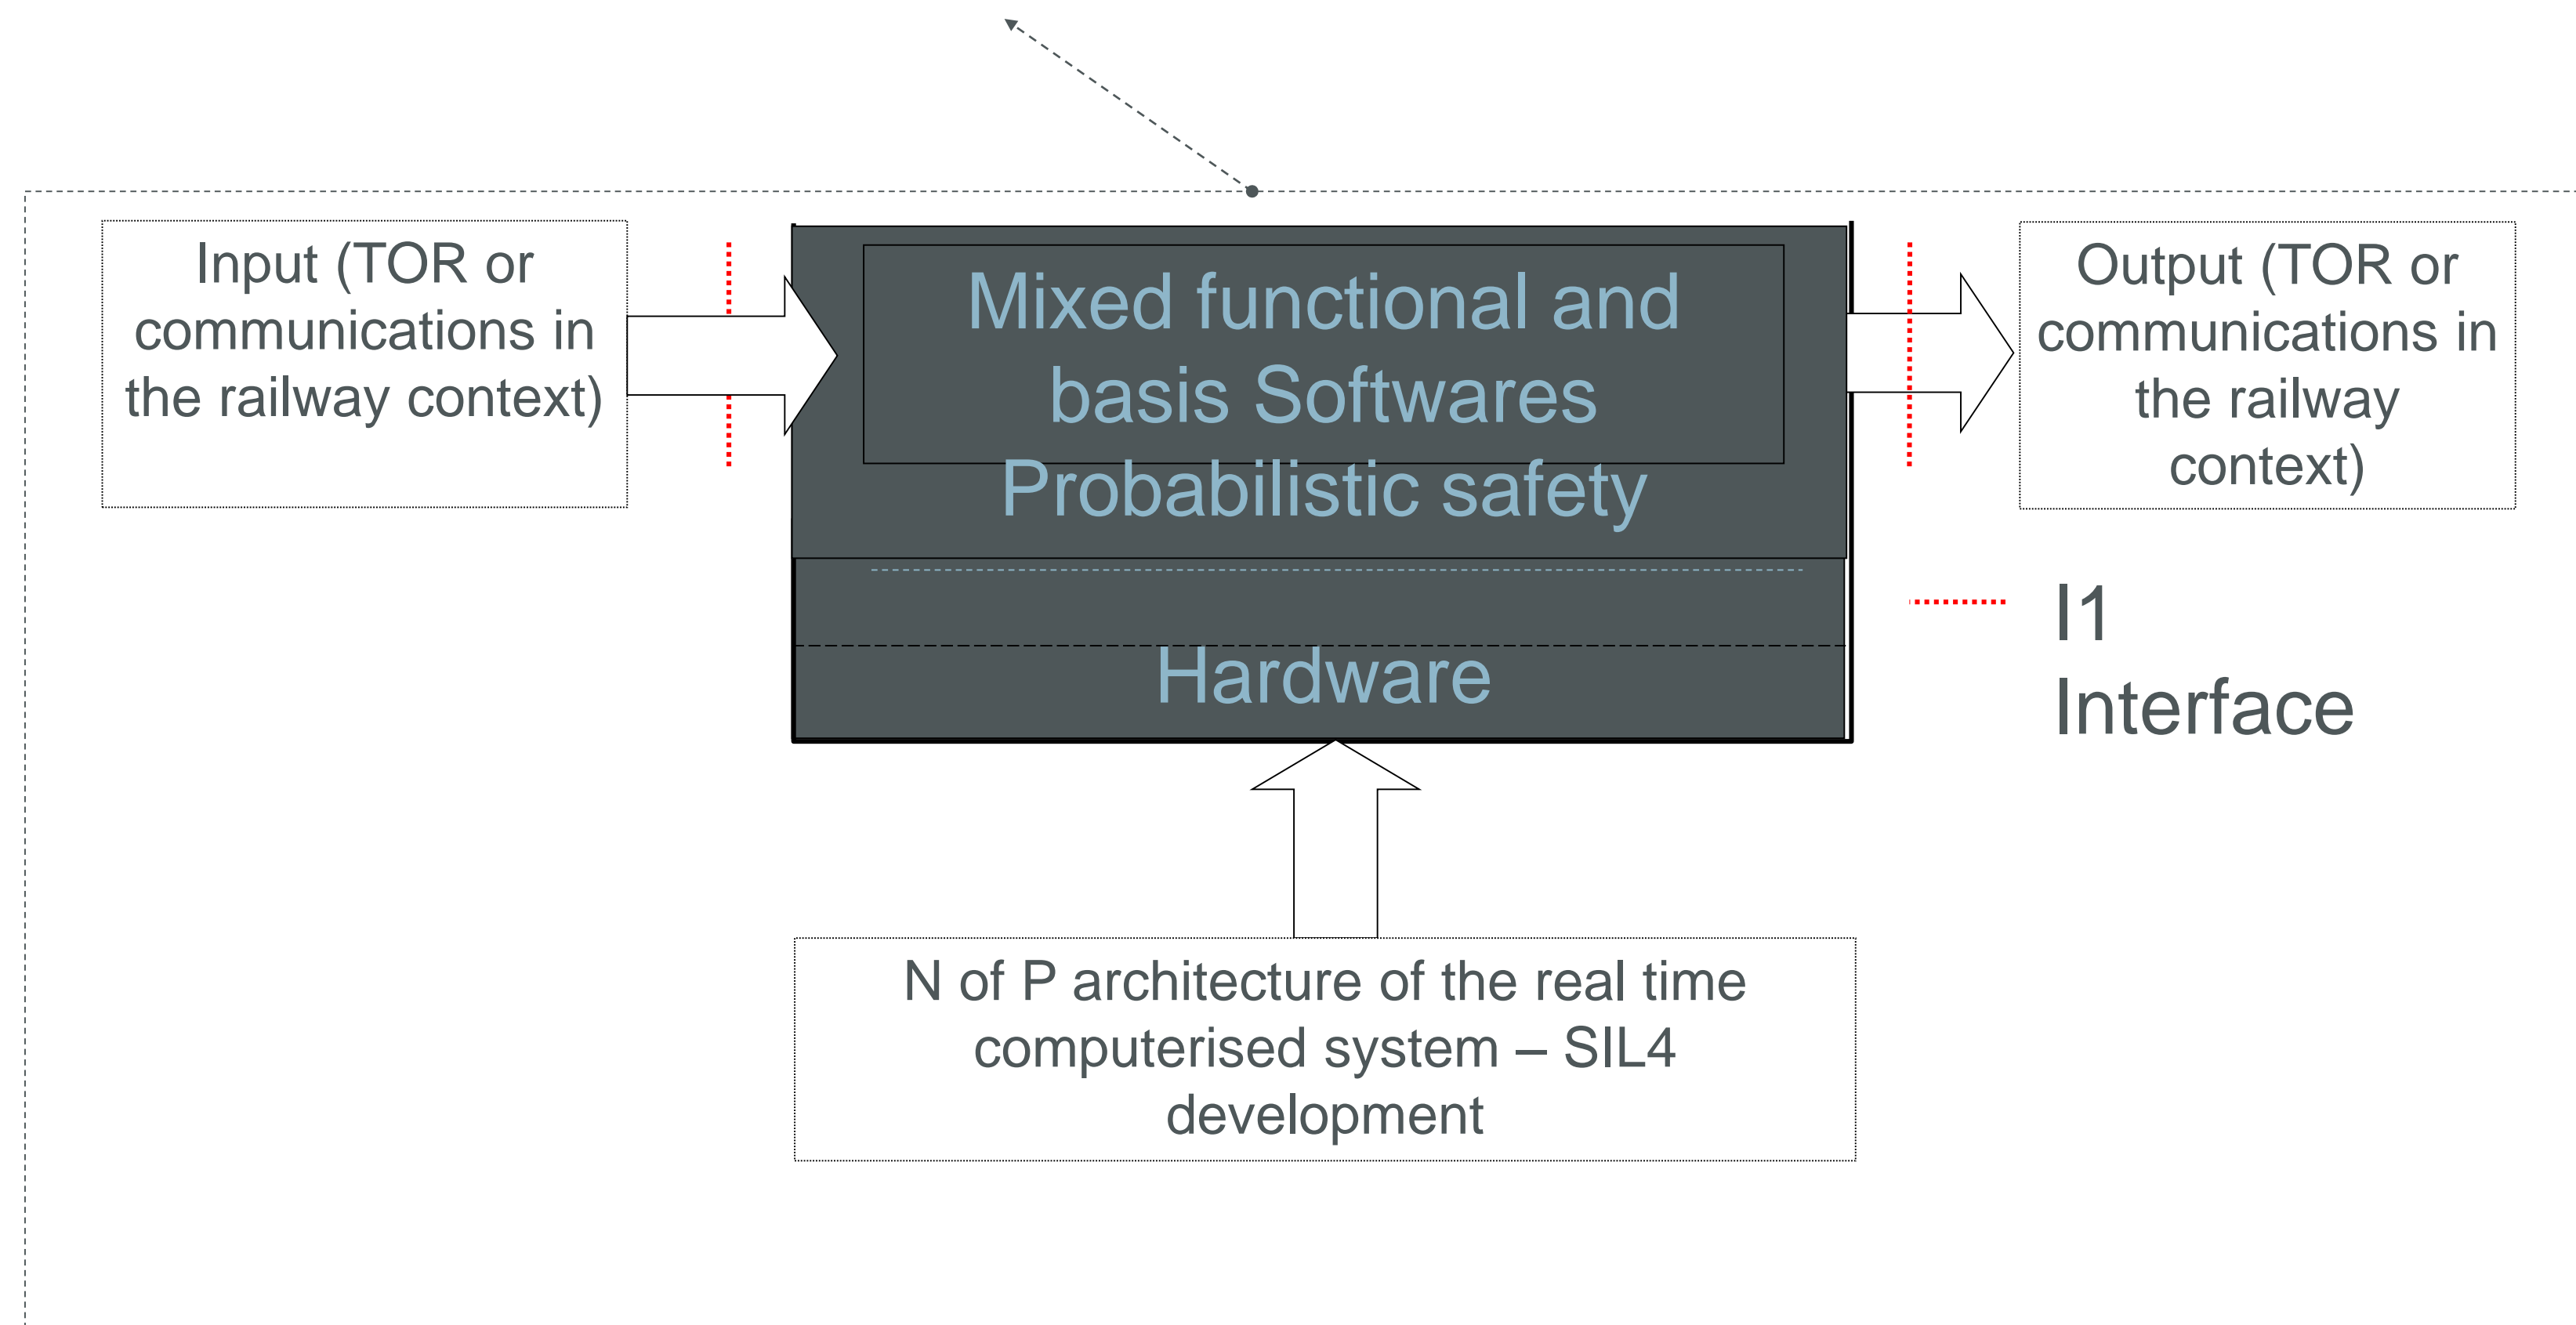 Input (TOR or
communications in
the railway context)
Mixed functional and
basis Softwares
Probabilistic safety
Hardware
Output (TOR or
communications in
the railway
context)
I1
Interface
N of P architecture of the real time
computerised system – SIL4
development